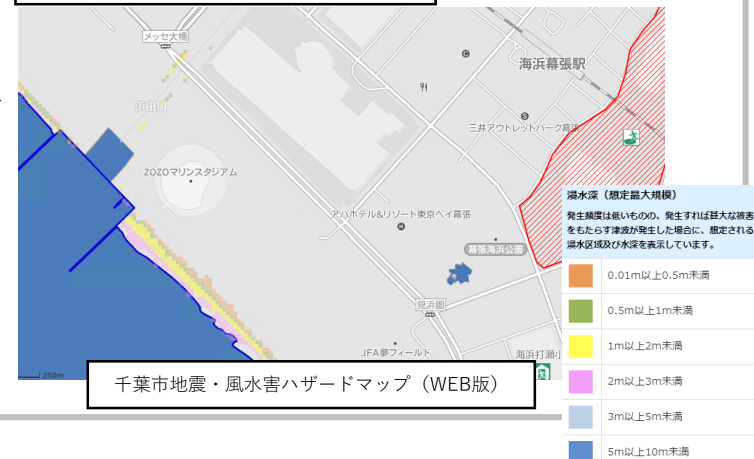 メッセ大橋
浜田川
海浜幕張駅
三井アウトレットパーク幕張
ZOZOマリンスタジアム
アパホテル&リゾート東京ベイ幕張
幕張海浜公園
見浜園
JFA夢フィールド
海浜打瀬小
250m
千葉市地震・風水害ハザードマップ（WEB版）
浸水深（想定最大規模）
発生頻度は低いものの、発生すれば甚大な被害
をもたらす津波が発生した場合に、想定される
浸水区域及び水深を表示しています。
0.01m以上0.5m未満
0.5m以上1m未満
1m以上2m未満
2m以上3m未満
3m以上5m未満
5m以上10m未満